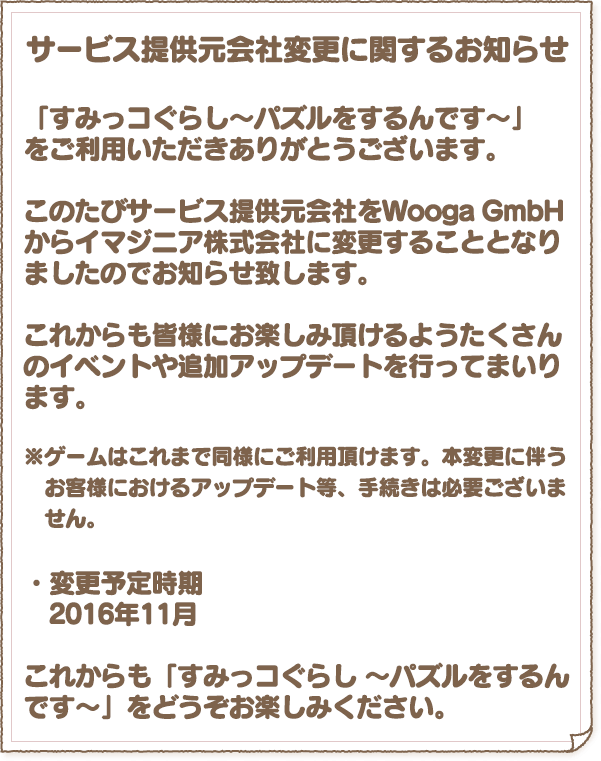 サービス提供元会社変更に関するお知らせ
「すみっコぐらし～パズルをするんです～」
をご利用いただきありがとうございます。
このたびサービス提供元会社をWooga GmbH
からイマジニア株式会社に変更することとなり
ましたのでお知らせ致します。
これからも皆様にお楽しみ頂けるようたくさん
のイベントや追加アップデートを行ってまいり
ます。
※ゲームはこれまで同様にご利用頂けます。本変更に伴う
お客様におけるアップデート等、手続きは必要ございま
せん。
・変更予定時期
2016年11月
これからも「すみっコぐらし ～パズルをするん
です～」をどうぞお楽しみください。